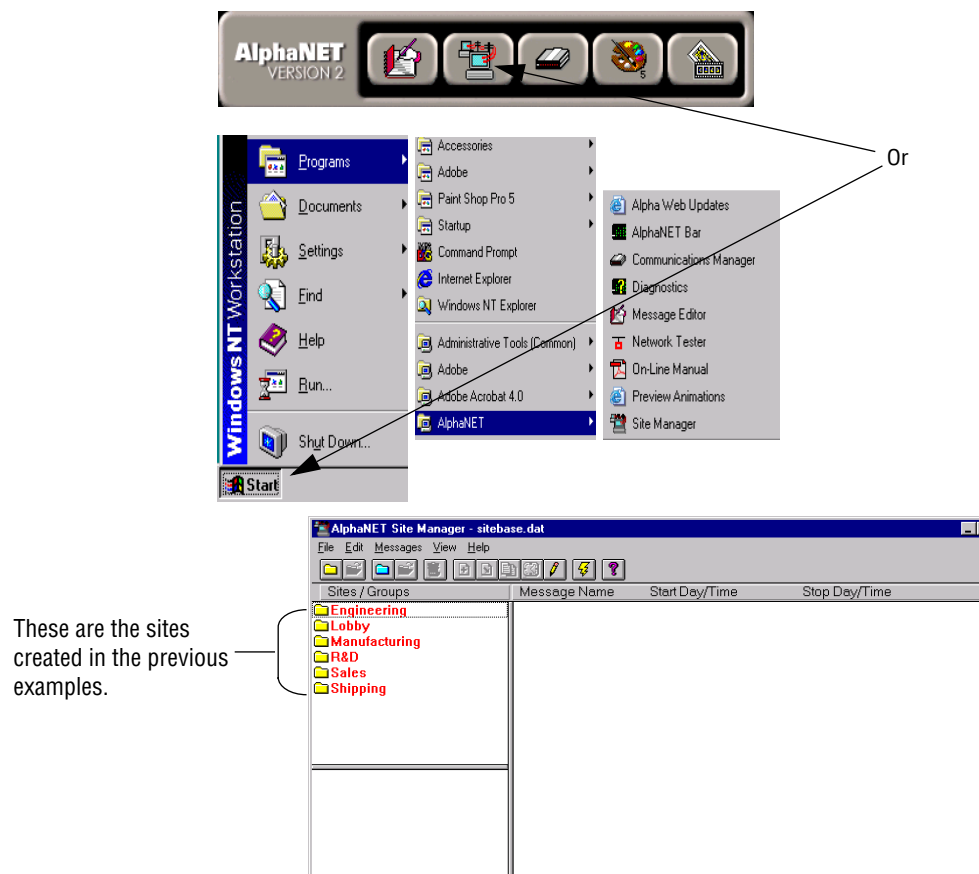 AlphaNET
VERSION 2
5
Or
Windows NT Workstation
Programs
Documents
Settings
Find
Help
Run...
Shut Down...
Start
Accessories
Adobe
Paint Shop Pro 5
Startup
Command Prompt
Internet Explorer
Windows NT Explorer
Administrative Tools (Common)
Adobe
Adobe Acrobat 4.0
AlphaNET
Alpha Web Updates
AlphaNET Bar
Communications Manager
Diagnostics
Message Editor
Network Tester
On-Line Manual
Preview Animations
Site Manager
AlphaNET Site Manager - sitebase.dat
File Edit Messages View Help
Sites / Groups Message Name Start Day/Time Stop Day/Time
Engineering
Lobby
Manufacturing
R&D
Sales
Shipping
These are the sites
created in the previous
examples.